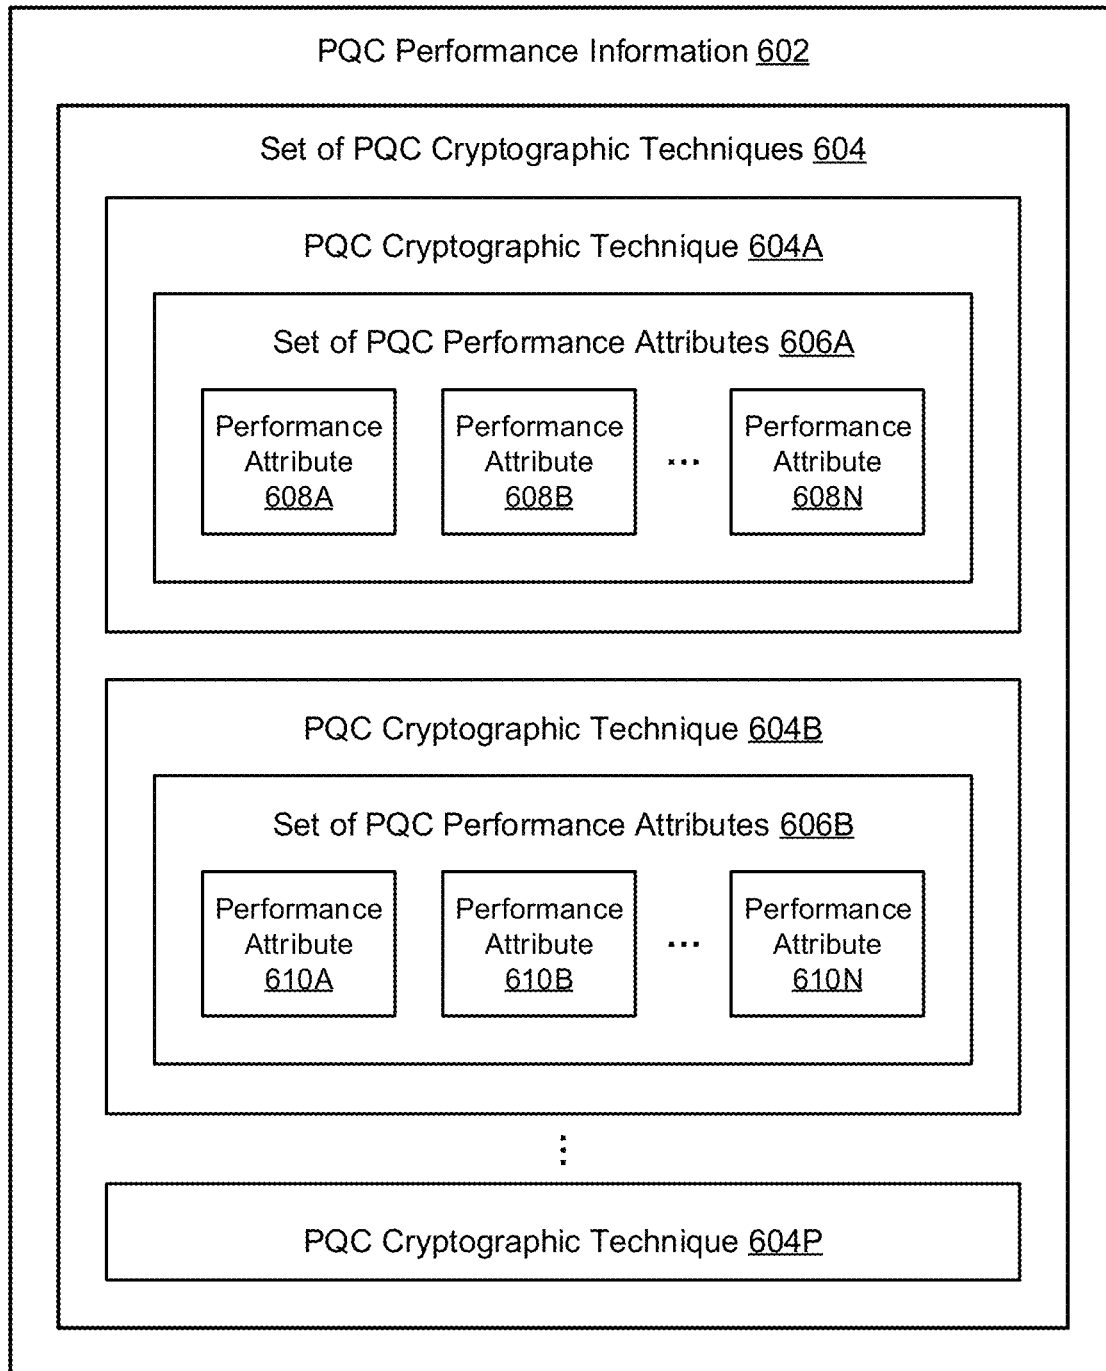 PQC Performance Information 602
Set of PQC Cryptographic Techniques 604
PQC Cryptographic Technique 604A
Set of PQC Performance Attributes 606A
Performance
Attribute
608A
Performance
Attribute
608B
...
Performance
Attribute
608N
PQC Cryptographic Technique 604B
Set of PQC Performance Attributes 606B
Performance
Attribute
610A
Performance
Attribute
610B
...
Performance
Attribute
610N
⋮
PQC Cryptographic Technique 604P